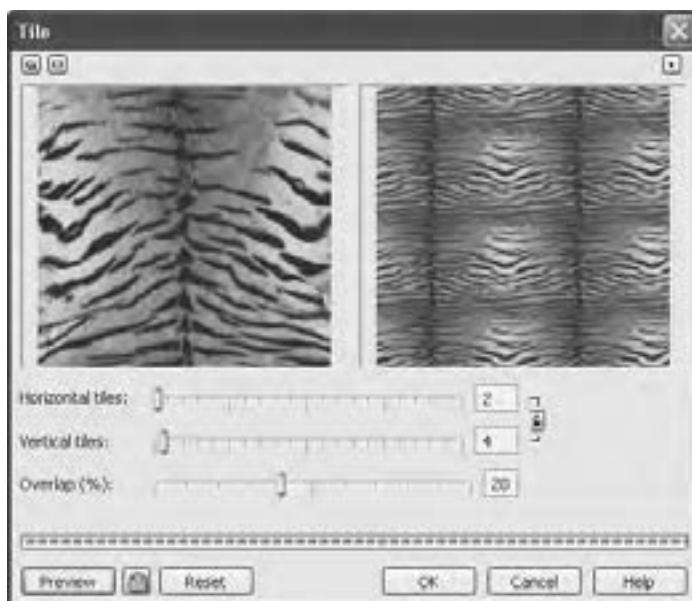 Tile
Horizontal tiles: 2
Vertical tiles: 4
Overlap (%): 20
Preview Reset OK Cancel Help